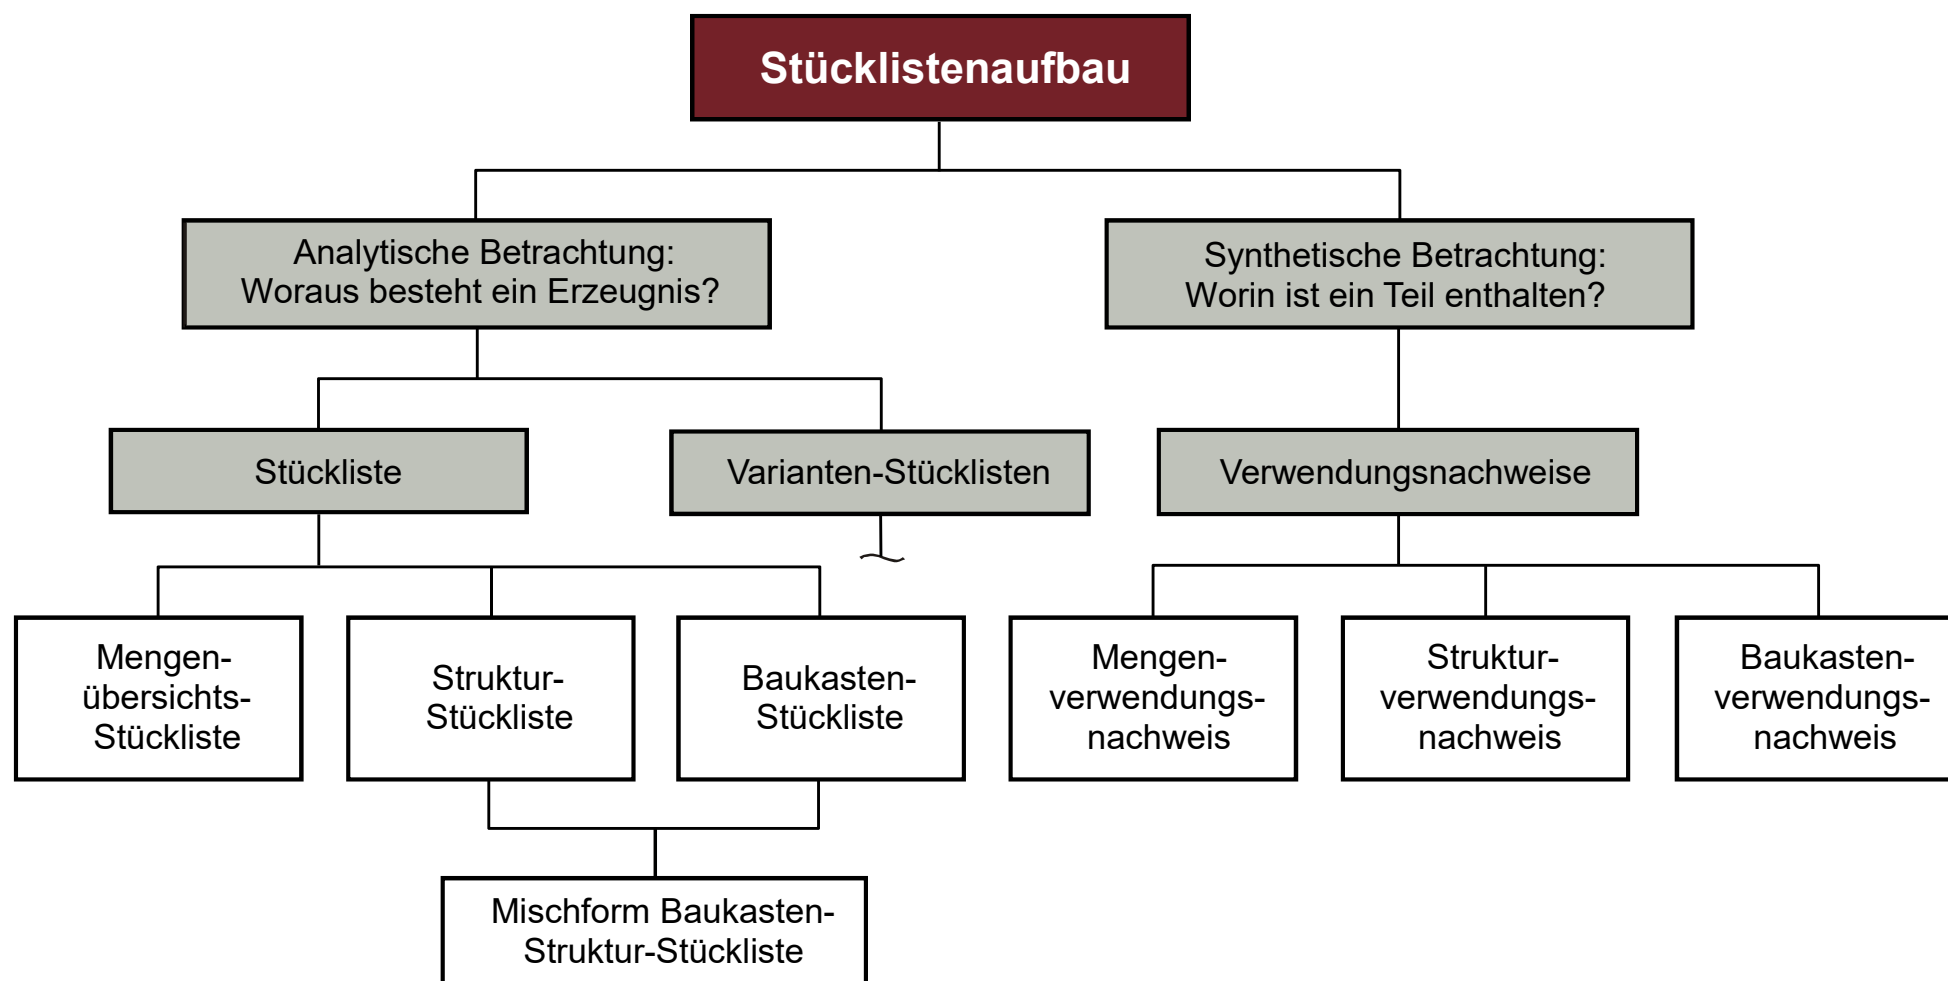 Stücklistenaufbau
Analytische Betrachtung:
Woraus besteht ein Erzeugnis?
Synthetische Betrachtung:
Worin ist ein Teil enthalten?
Stückliste
Varianten-Stücklisten
Verwendungsnachweise
Mengen-
übersichts-
Stückliste
Struktur-
Stückliste
Baukasten-
Stückliste
Mengen-
verwendungs-
nachweis
Struktur-
verwendungs-
nachweis
Baukasten-
verwendungs-
nachweis
Mischform Baukasten-
Struktur-Stückliste